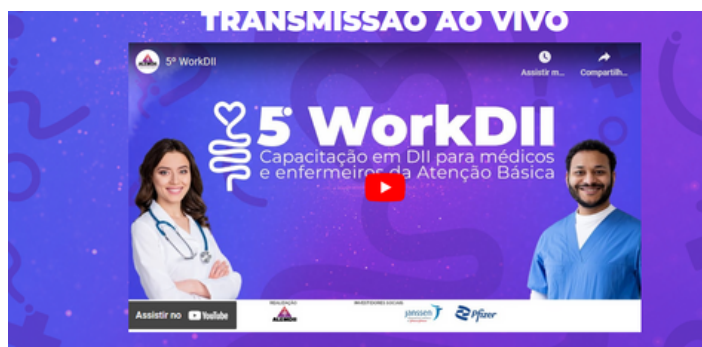 TRANSMISSÃO AO VIVO
5º WorkDII
Assistir m...
Compartilh...
5º WorkDII
Capacitação em DII para médicos
e enfermeiros da Atenção Básica
Assistir no YouTube
REALIZAÇÃO
ALEMDII
INVESTIDORES SOCIAIS
janssen
Pfizer